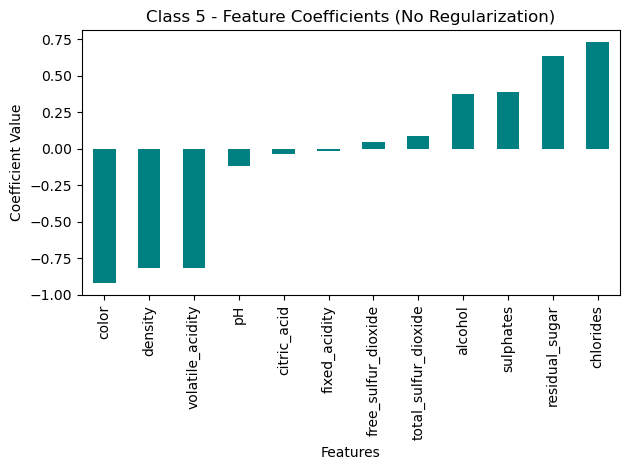 Class 5 - Feature Coefficients (No Regularization)
Coefficient Value
0.75
0.50
0.25
0.00
−0.25
−0.50
−0.75
−1.00
color
density
volatile_acidity
pH
citric_acid
fixed_acidity
free_sulfur_dioxide
total_sulfur_dioxide
alcohol
sulphates
residual_sugar
chlorides
Features